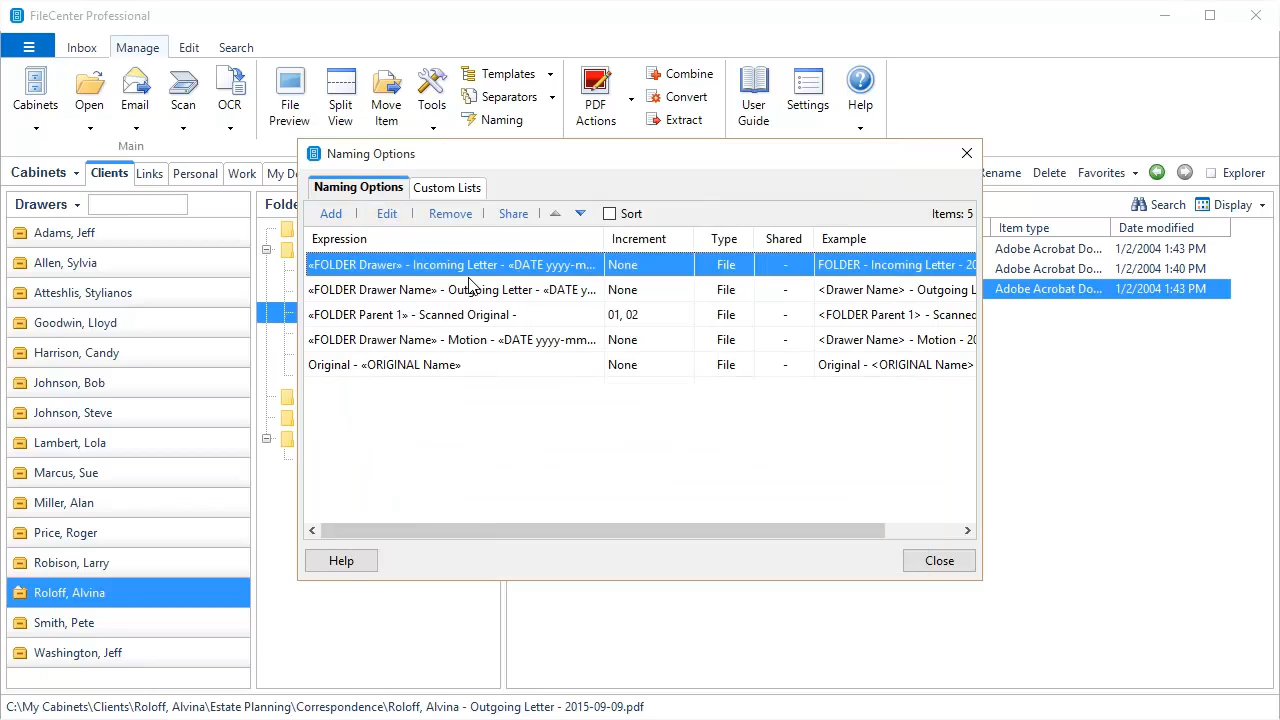 FileCenter Professional
Inbox Manage Edit Search
Cabinets Open Email Scan OCR
File Preview Split View Move Item Tools
Templates
Separators
Naming
PDF Actions
Combine
Convert
Extract
User Guide Settings Help
Main
Naming Options
Cabinets Clients Links Personal Work My De
ename Delete Favorites Explorer
Naming Options Custom Lists
Drawers
Folde
Search Display
Add Edit Remove Share Sort Items: 5
Item type Date modified
Expression Increment Type Shared Example
Adobe Acrobat Do... 1/2/2004 1:43 PM
Adobe Acrobat Do... 1/2/2004 1:40 PM
Adobe Acrobat Do... 1/2/2004 1:43 PM
«FOLDER Drawer» - Incoming Letter - «DATE yyyy-m... None File - FOLDER - Incoming Letter - 20
«FOLDER Drawer Name» - Outgoing Letter - «DATE y... None File - <Drawer Name> - Outgoing L
«FOLDER Parent 1» - Scanned Original - 01, 02 File - <FOLDER Parent 1> - Scanned
«FOLDER Drawer Name» - Motion - «DATE yyyy-mm... None File - <Drawer Name> - Motion - 20
Original - «ORIGINAL Name» None File - Original - <ORIGINAL Name>
Help Close
Adams, Jeff
Allen, Sylvia
Atteshlis, Stylianos
Goodwin, Lloyd
Harrison, Candy
Johnson, Bob
Johnson, Steve
Lambert, Lola
Marcus, Sue
Miller, Alan
Price, Roger
Robison, Larry
Roloff, Alvina
Smith, Pete
Washington, Jeff
C:\My Cabinets\Clients\Roloff, Alvina\Estate Planning\Correspondence\Roloff, Alvina - Outgoing Letter - 2015-09-09.pdf